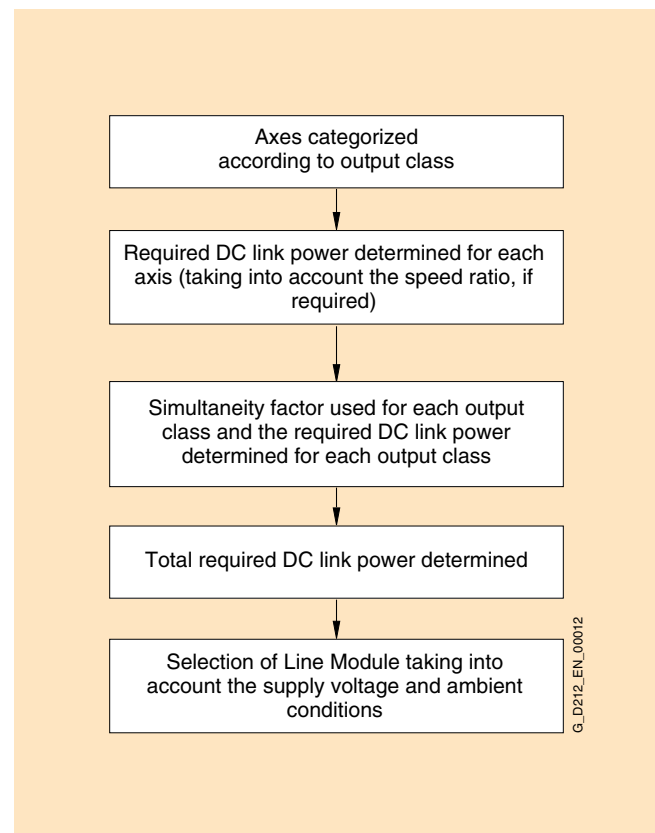 Axes categorized
according to output class
Required DC link power determined for each
axis (taking into account the speed ratio, if
required)
Simultaneity factor used for each output
class and the required DC link power
determined for each output class
Total required DC link power determined
Selection of Line Module taking into
account the supply voltage and ambient
conditions
G_D212_EN_00012